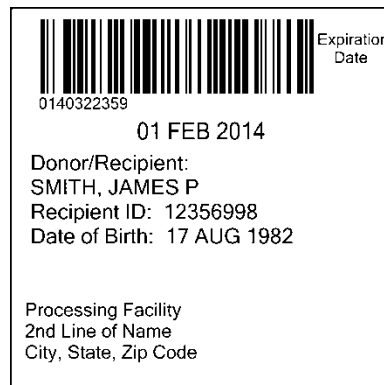 Expiration
Date
0140322359
01 FEB 2014
Donor/Recipient:
SMITH, JAMES P
Recipient ID: 12356998
Date of Birth: 17 AUG 1982
Processing Facility
2nd Line of Name
City, State, Zip Code